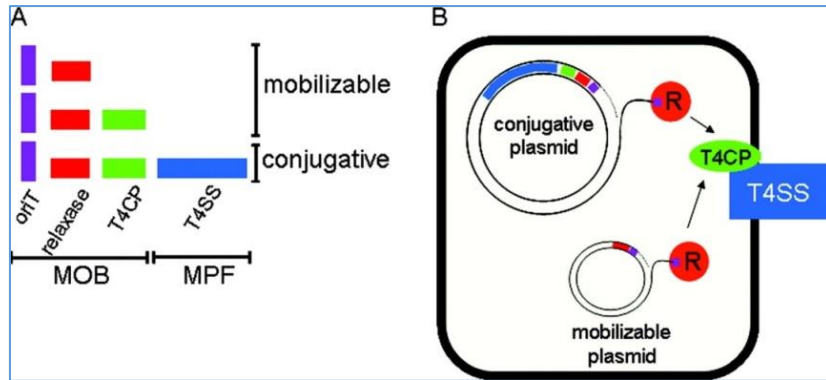 A
mobilizable
conjugative
oriT
relaxase
T4CP
T4SS
MOB
MPF
B
conjugative
plasmid
R
T4CP
T4SS
R
mobilizable
plasmid